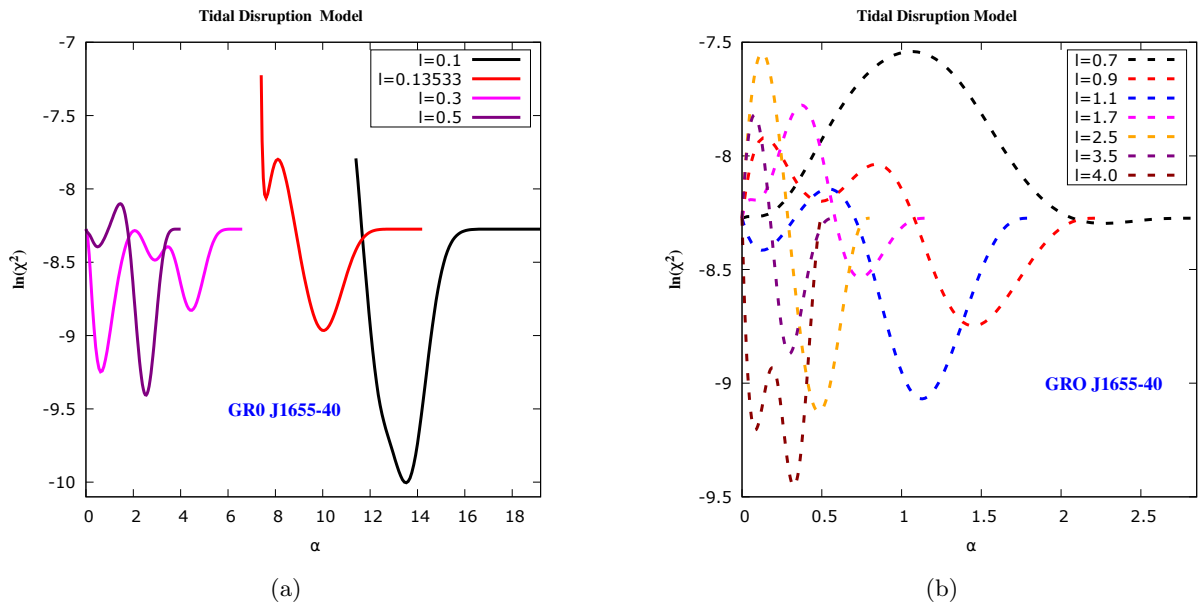 Tidal Disruption Model
-7
-7.5
-8
-8.5
-9
-9.5
-10
ln(χ²)
l=0.1
l=0.13533
l=0.3
l=0.5
GR0 J1655-40
0 2 4 6 8 10 12 14 16 18
α
(a)
Tidal Disruption Model
-7.5
-8
-8.5
-9
-9.5
ln(χ²)
l=0.7
l=0.9
l=1.1
l=1.7
l=2.5
l=3.5
l=4.0
GRO J1655-40
0 0.5 1 1.5 2 2.5
α
(b)